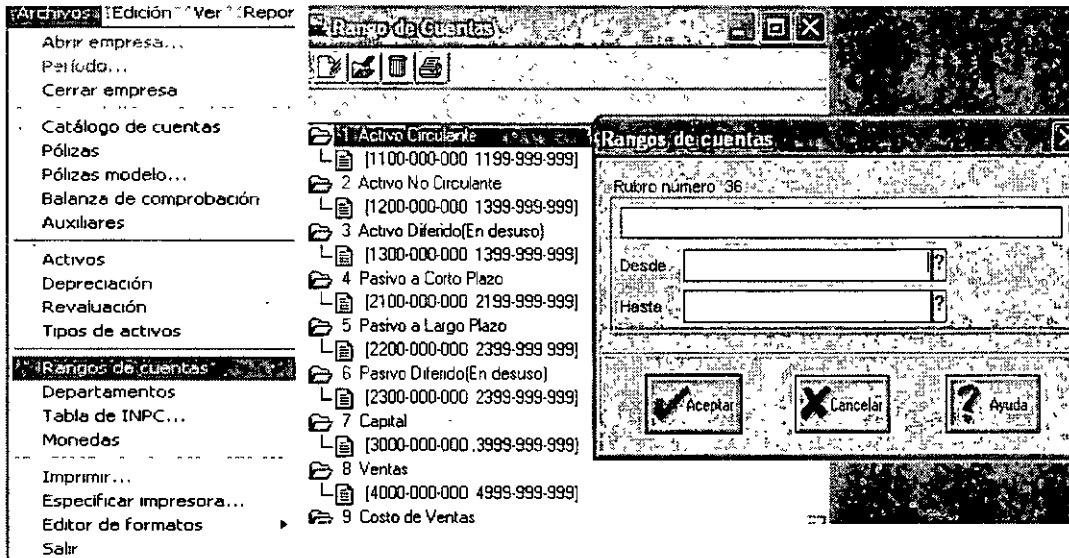 Archivos Edición Ver Repor
Abrir empresa...
Período...
Cerrar empresa
Catálogo de cuentas
Pólizas
Pólizas modelo...
Balanza de comprobación
Auxiliares
Activos
Depreciación
Revaluación
Tipos de activos
Rangos de cuentas
Departamentos
Tabla de INPC...
Monedas
Imprimir...
Especificar impresora...
Editor de formatos
Salir
Rango de Cuentas
1 Activo Circulante
[1100-000-000 1199-999-999]
2 Activo No Circulante
[1200-000-000 1399-999-999]
3 Activo Diferido(En desuso)
[1300-000-000 1399-999-999]
4 Pasivo a Corto Plazo
[2100-000-000 2199-999-999]
5 Pasivo a Largo Plazo
[2200-000-000 2399-999 999]
6 Pasivo Diferido(En desuso)
[2300-000-000 2399-999-999]
7 Capital
[3000-000-000 .3999-999-999]
8 Ventas
[4000-000-000 4999-999-999]
9 Costo de Ventas
Rangos de cuentas
Rubro número 36
Desde ?
Hasta ?
Aceptar
Cancelar
? Ayuda